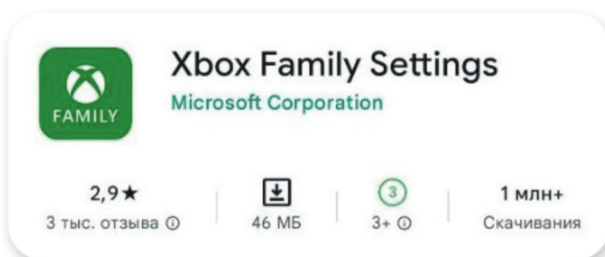 Xbox Family Settings
Microsoft Corporation
FAMILY
2,9★
3 тыс. отзыва
46 МБ
3
3+
1 млн+
Скачивания